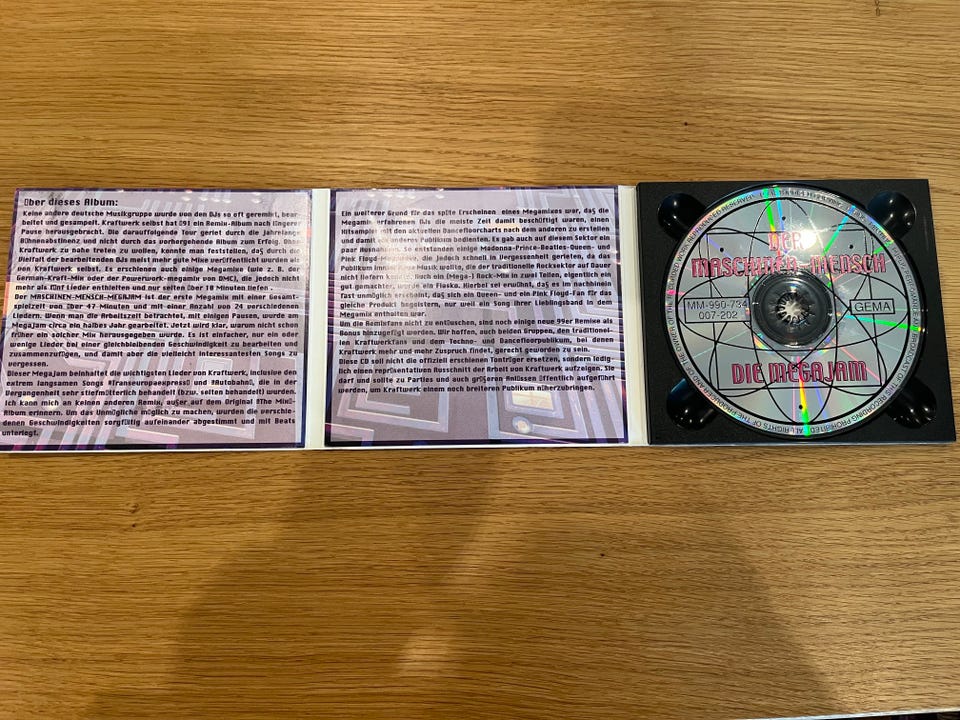 Über dieses Album:
Keine andere deutsche Musikgruppe wurde von den DJs so oft geremixt, bear-
beitet und gesampelt. Kraftwerk selbst hat 091 ein Remix-Album nach längerer
Pause herausgebracht. Die darauffolgende Tour geriet durch die jahrelange
Bühnenabstinenz und nicht durch das vorhergehende Album zum Erfolg. Ohne
Kraftwerk zu nahe treten zu wollen, konnte man feststellen, daß durch die
Vielfalt der bearbeitenden DJs meist mehr gute Mixe veröffentlicht wurden als
von Kraftwerk selbst. Es erschienen auch einige Megamixe (wie z. B. der
German-Kraft-Mix oder der Powerwork-megamix von DMC), die jedoch nicht
mehr als fünf Lieder enthielten und nur selten über 10 Minuten liefen .
Der MASCHINEN-MENSCH-MEGAJAM ist der erste Megamix mit einer Gesamt-
spielzeit von über 47 Minuten und mit einer Anzahl von 24 verschiedenen
Liedern. Wenn man die Arbeitszeit betrachtet, mit einigen Pausen, wurde am
MegaJam circa ein halbes Jahr gearbeitet. Jetzt wird klar, warum nicht schon
früher ein solcher Mix herausgegeben wurde. Es ist einfacher, nur ein oder
wenige Lieder bei einer gleichbleibenden Geschwindigkeit zu bearbeiten und
zusammenzufügen, und damit aber die vielleicht interessantesten Songs zu
vergessen.
Dieser MegaJam beinhaltet die wichtigsten Lieder von Kraftwerk, inclusive den
extrem langsamen Songs Transeuropaexpress und Autobahn, die in der
Vergangenheit sehr stiefmütterlich behandelt (bzw. selten behandelt) wurden.
Ich kann mich an keinen anderen Remix, außer auf dem Original The Mix-
Album erinnern. Um das Unmögliche möglich zu machen, wurden die verschie-
denen Geschwindigkeiten sorgfältig aufeinander abgestimmt und mit Beats
unterlegt.
Ein weiterer Grund für das späte Erscheinen eines Megamixes war, daß die
Megamix erfahrenen DJs die meiste Zeit damit beschäftigt waren, einen
Hitsampler mit den aktuellen Dancefloorcharts nach dem anderen zu erstellen
und damit ein anderes Publikum bedienten. Es gab auch auf diesem Sektor ein
paar Ausnahmen. So entstanden einige Madonna-Prince-Beatles-Queen- und
Pink Floyd-Megamixe, die jedoch schnell in Vergessenheit gerieten, da das
Publikum immer neue Musik wollte, die der traditionelle Rocksektor auf Dauer
nicht liefern konnte. Auch ein (Mega-) Rock-Mix in zwei Teilen, eigentlich ein
gut gemachter, wurde ein Fiasko. Hierbei sei erwähnt, daß es im nachhinein
fast unmöglich erscheint, daß sich ein Queen- und ein Pink Floyd-Fan für das
gleiche Produkt begeistern, nur weil ein Song ihrer Lieblingsband in dem
Megamix enthalten war.
Um die Remixfans nicht zu entäuschen, sind noch einige neue 99er Remixe als
Bonus hinzugefügt worden. Wir hoffen, auch beiden Gruppen, den traditionel-
len Kraftwerkfans und dem Techno- und Dancefloorpublikum, bei denen
Kraftwerk mehr und mehr Zuspruch findet, gerecht geworden zu sein.
Diese CD soll nicht die offiziell erschienen Tonträger ersetzen, sondern ledig-
lich einen repräsentativen Ausschnitt der Arbeit von Kraftwerk aufzeigen. Sie
darf und sollte zu Parties und auch größeren Anlässen öffentlich aufgeführt
werden, um Kraftwerk einem noch breiteren Publikum näherzubringen.
DER
MASCHINEN-MENSCH
MM-990-734
007-202
GEMA
DIE MEGAJAM
ALL RIGHTS OF THE PRODUCER AND OF THE OWNER OF THE
REPRODUCED RESERVED
BROADCAST OF THIS RECORDING PROHIBITED